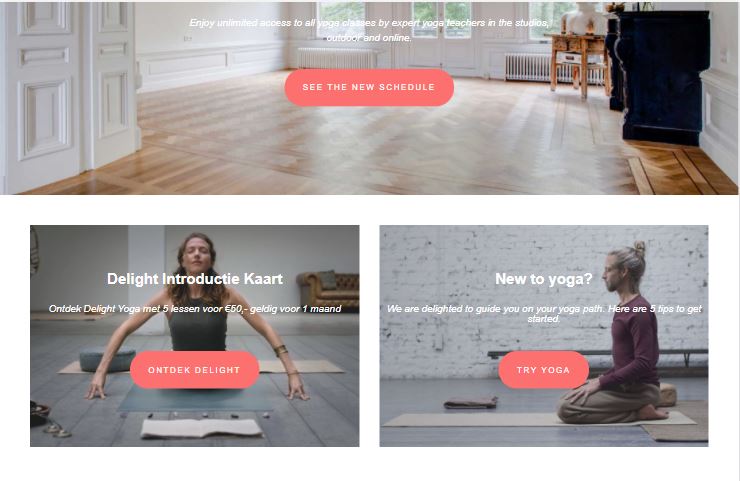 Enjoy unlimited access to all yoga classes by expert yoga teachers in the studios,
outdoor and online.
SEE THE NEW SCHEDULE
Delight Introductie Kaart
Ontdek Delight Yoga met 5 lessen voor €50,- geldig voor 1 maand
ONTDEK DELIGHT
New to yoga?
We are delighted to guide you on your yoga path. Here are 5 tips to get
started.
TRY YOGA